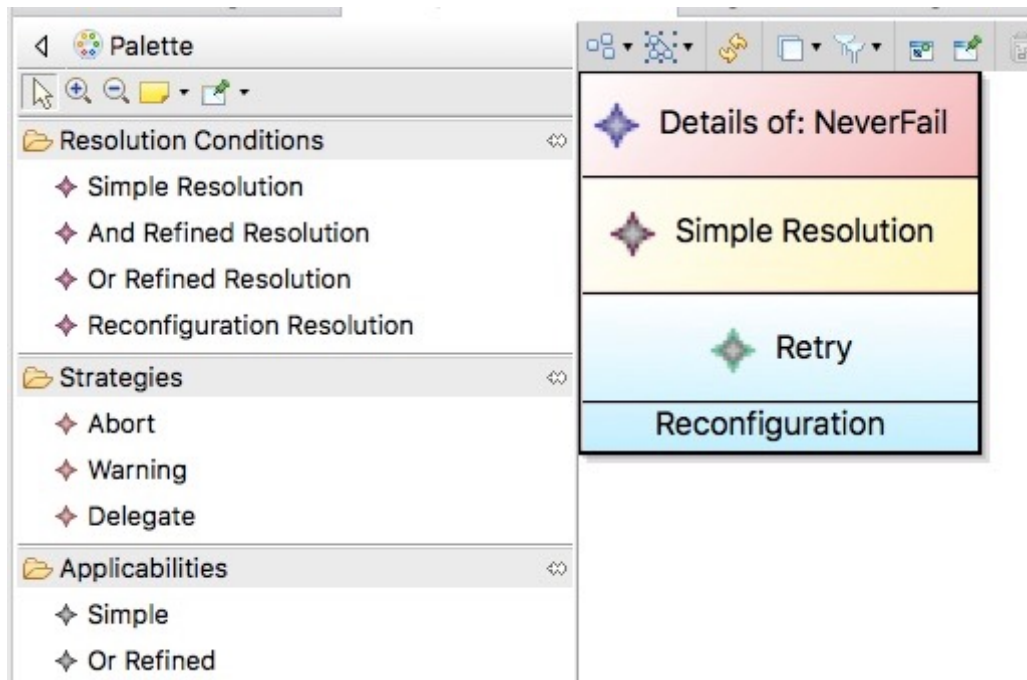 Palette
Resolution Conditions
Simple Resolution
And Refined Resolution
Or Refined Resolution
Reconfiguration Resolution
Strategies
Abort
Warning
Delegate
Applicabilities
Simple
Or Refined
Details of: NeverFail
Simple Resolution
Retry
Reconfiguration